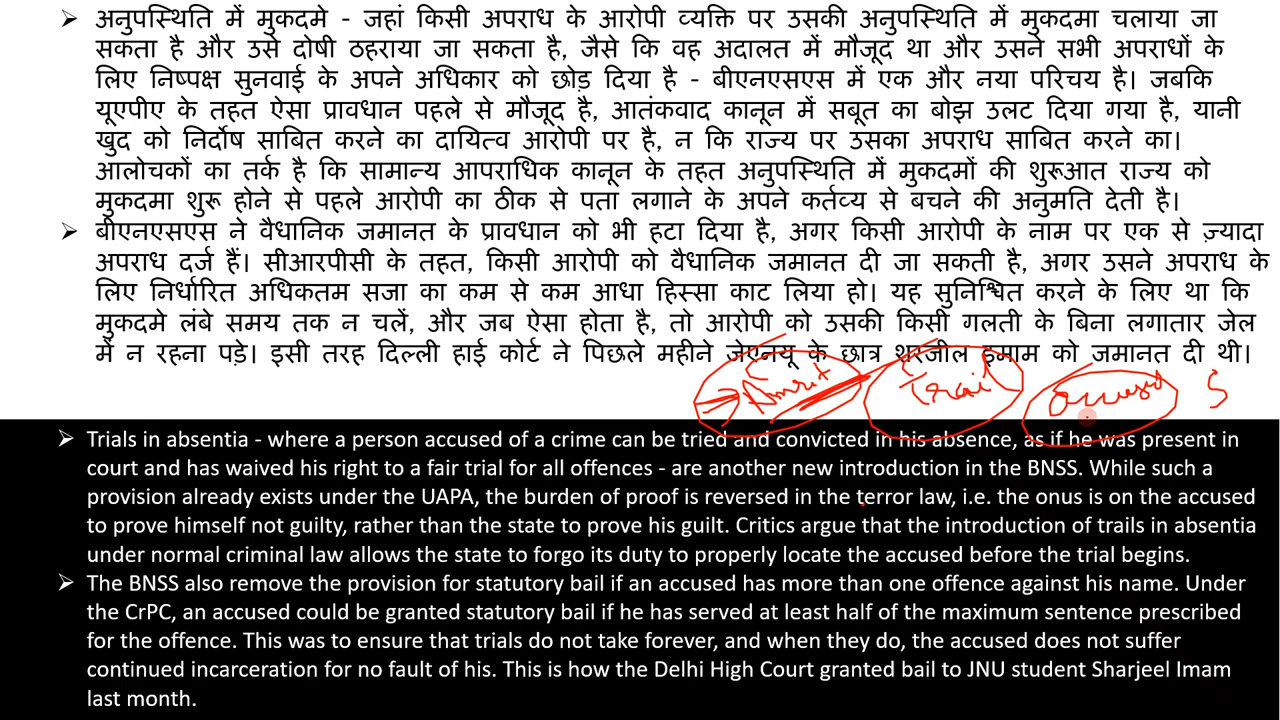 ➢ अनुपस्थिति में मुकदमे - जहां किसी अपराध के आरोपी व्यक्ति पर उसकी अनुपस्थिति में मुकदमा चलाया जा
सकता है और उसे दोषी ठहराया जा सकता है, जैसे कि वह अदालत में मौजूद था और उसने सभी अपराधों के
लिए निष्पक्ष सुनवाई के अपने अधिकार को छोड़ दिया है - बीएनएसएस में एक और नया परिचय है। जबकि
यूएपीए के तहत ऐसा प्रावधान पहले से मौजूद है, आतंकवाद कानून में सबूत का बोझ उलट दिया गया है, यानी
खुद को निर्दोष साबित करने का दायित्व आरोपी पर है, न कि राज्य पर उसका अपराध साबित करने का।
आलोचकों का तर्क है कि सामान्य आपराधिक कानून के तहत अनुपस्थिति में मुकदमों की शुरूआत राज्य को
मुकदमा शुरू होने से पहले आरोपी का ठीक से पता लगाने के अपने कर्तव्य से बचने की अनुमति देती है।
➢ बीएनएसएस ने वैधानिक जमानत के प्रावधान को भी हटा दिया है, अगर किसी आरोपी के नाम पर एक से ज़्यादा
अपराध दर्ज हैं। सीआरपीसी के तहत, किसी आरोपी को वैधानिक जमानत दी जा सकती है, अगर उसने अपराध के
लिए निर्धारित अधिकतम सजा का कम से कम आधा हिस्सा काट लिया हो। यह सुनिश्चित करने के लिए था कि
मुकदमे लंबे समय तक न चलें, और जब ऐसा होता है, तो आरोपी को उसकी किसी गलती के बिना लगातार जेल
में न रहना पड़े। इसी तरह दिल्ली हाई कोर्ट ने पिछले महीने जेएनयू के छात्र शरजील इमाम को जमानत दी थी।
Trail S
➢ Trials in absentia - where a person accused of a crime can be tried and convicted in his absence, as if he was present in
court and has waived his right to a fair trial for all offences - are another new introduction in the BNSS. While such a
provision already exists under the UAPA, the burden of proof is reversed in the terror law, i.e. the onus is on the accused
to prove himself not guilty, rather than the state to prove his guilt. Critics argue that the introduction of trails in absentia
under normal criminal law allows the state to forgo its duty to properly locate the accused before the trial begins.
➢ The BNSS also remove the provision for statutory bail if an accused has more than one offence against his name. Under
the CrPC, an accused could be granted statutory bail if he has served at least half of the maximum sentence prescribed
for the offence. This was to ensure that trials do not take forever, and when they do, the accused does not suffer
continued incarceration for no fault of his. This is how the Delhi High Court granted bail to JNU student Sharjeel Imam
last month.